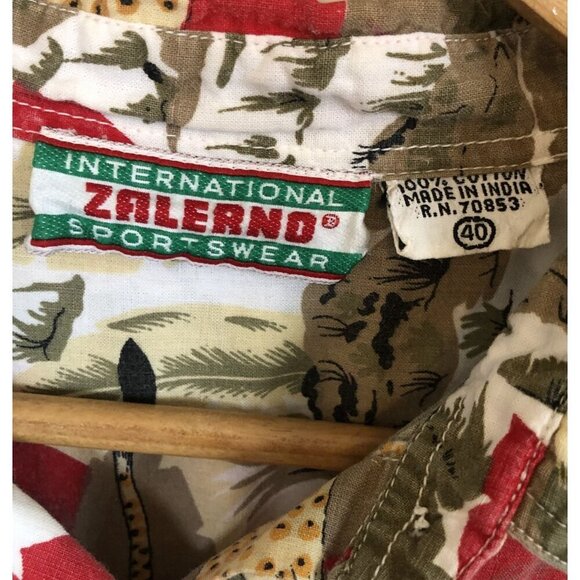 INTERNATIONAL
ZALERNO®
SPORTSWEAR
100% COTTON
MADE IN INDIA
R.N. 70853
40